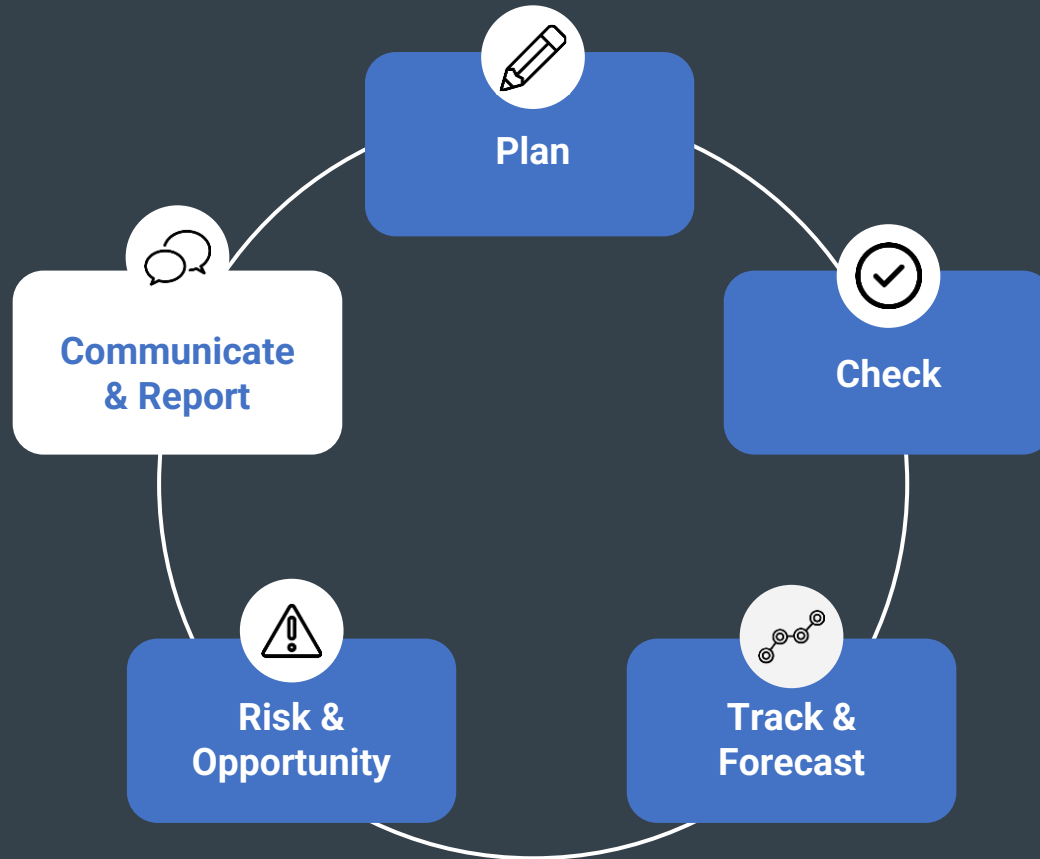 Plan
Check
Track &
Forecast
Risk &
Opportunity
Communicate
& Report